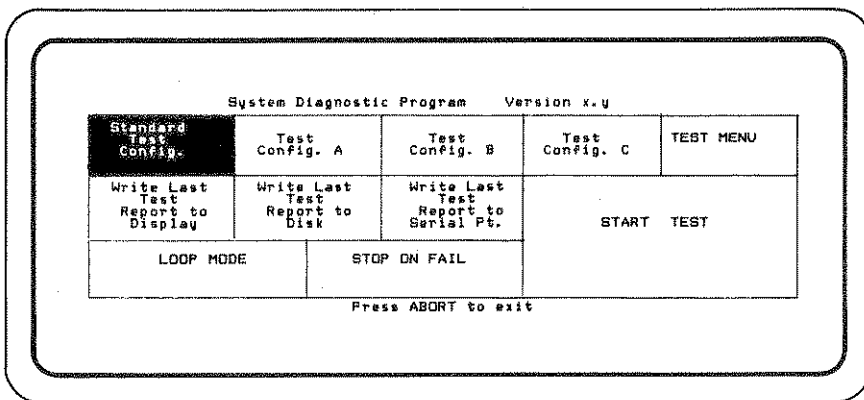 System Diagnostic Program Version x.y
Standard
Test
Config.
Test
Config. A
Test
Config. B
Test
Config. C
TEST MENU
Write Last
Test
Report to
Display
Write Last
Test
Report to
Disk
Write Last
Test
Report to
Serial Pt.
START TEST
LOOP MODE
STOP ON FAIL
Press ABORT to exit